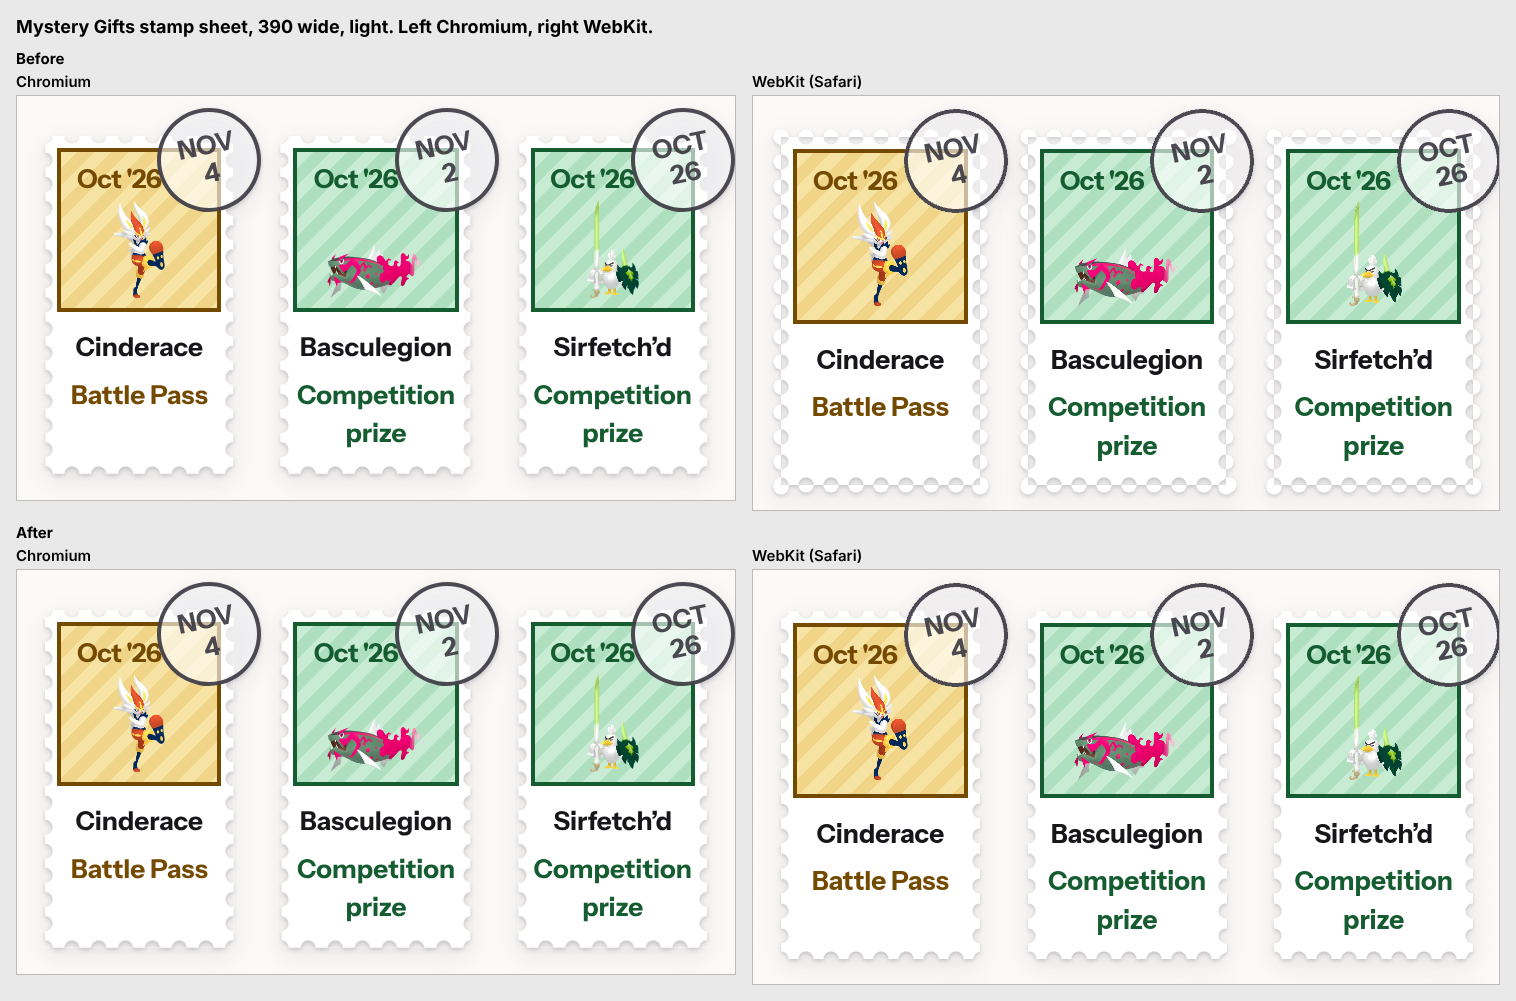 Mystery Gifts stamp sheet, 390 wide, light. Left Chromium, right WebKit.
Before
Chromium
NOV
4
Oct '26
Cinderace
Battle Pass
NOV
2
Oct '26
Basculegion
Competition
prize
OCT
26
Oct '26
Sirfetch’d
Competition
prize
WebKit (Safari)
NOV
4
Oct '26
Cinderace
Battle Pass
NOV
2
Oct '26
Basculegion
Competition
prize
OCT
26
Oct '26
Sirfetch’d
Competition
prize
After
Chromium
NOV
4
Oct '26
Cinderace
Battle Pass
NOV
2
Oct '26
Basculegion
Competition
prize
OCT
26
Oct '26
Sirfetch’d
Competition
prize
WebKit (Safari)
NOV
4
Oct '26
Cinderace
Battle Pass
NOV
2
Oct '26
Basculegion
Competition
prize
OCT
26
Oct '26
Sirfetch’d
Competition
prize